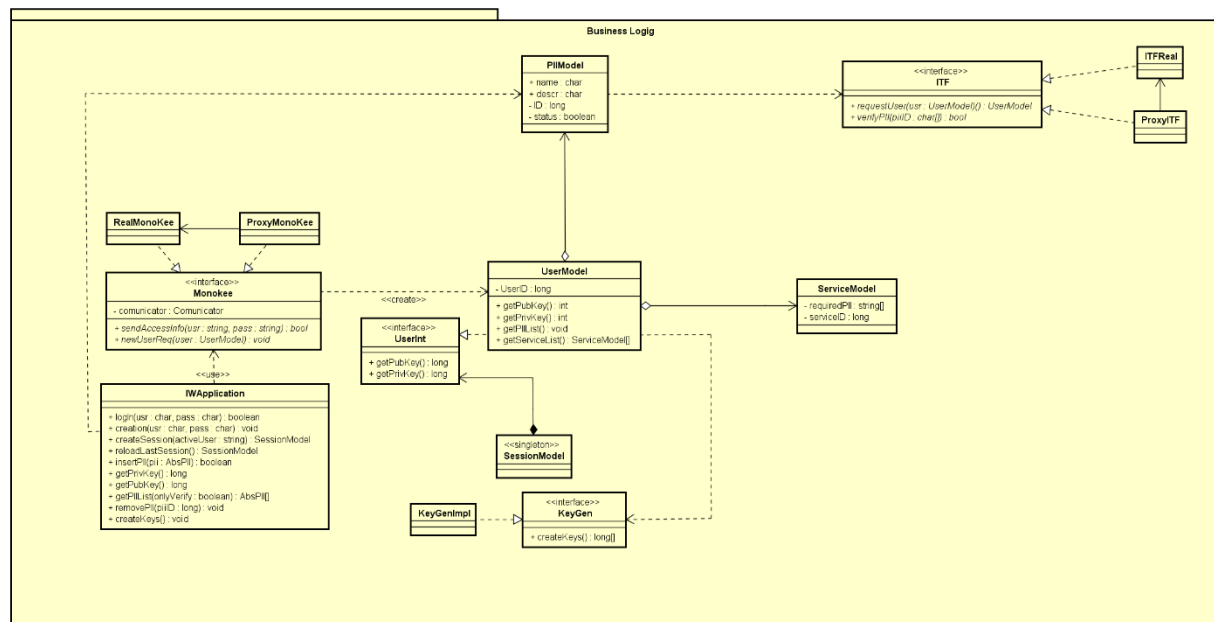 Business Logig
PIIModel
+ name : char
+ descr : char
- ID : long
- status : boolean
<<interface>>
ITF
+ requestUser(usr : UserModel)() : UserModel
+ verifyPII(piiID : char[]) : bool
ITFReal
ProxyITF
RealMonoKee
ProxyMonoKee
<<interface>>
Monokee
- comunicator : Comunicator
+ sendAccessInfo(usr : string, pass : string) : bool
+ newUserReq(user : UserModel) : void
<<create>>
<<use>>
UserModel
- UserID : long
+ getPubKey() : int
+ getPrivKey() : int
+ getPIIList() : void
+ getServiceList() : ServiceModel[]
ServiceModel
- requiredPII : string[]
- serviceID : long
<<interface>>
UserInt
+ getPubKey() : long
+ getPrivKey() : long
IWApplication
+ logIn(usr : char, pass : char) : boolean
+ creation(usr : char, pass : char) : void
+ createSession(activeUser : string) : SessionModel
+ reloadLastSession() : SessionModel
+ insertPII(pii : AbsPII) : boolean
+ getPrivKey() : long
+ getPubKey() : long
+ getPIIList(onlyVerify : boolean) : AbsPII[]
+ removePII(piiID : long) : void
+ createKeys() : void
<<singleton>>
SessionModel
KeyGenImpl
<<interface>>
KeyGen
+ createKeys() : long[]